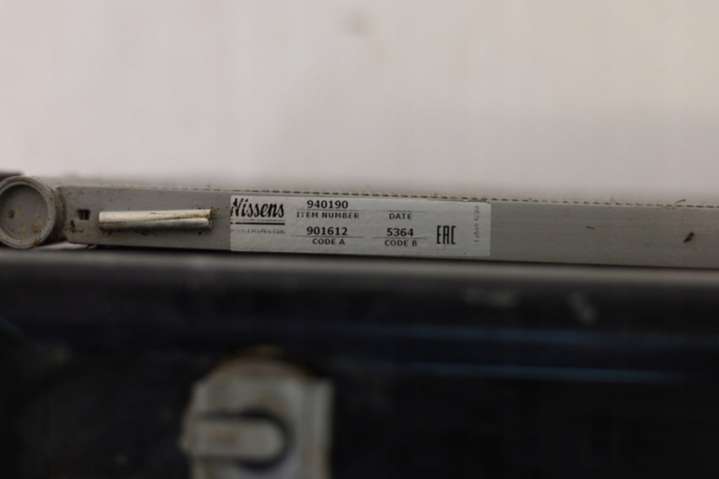 Nissens
940190
ITEM NUMBER DATE
901612 5364
CODE A CODE B
EAC